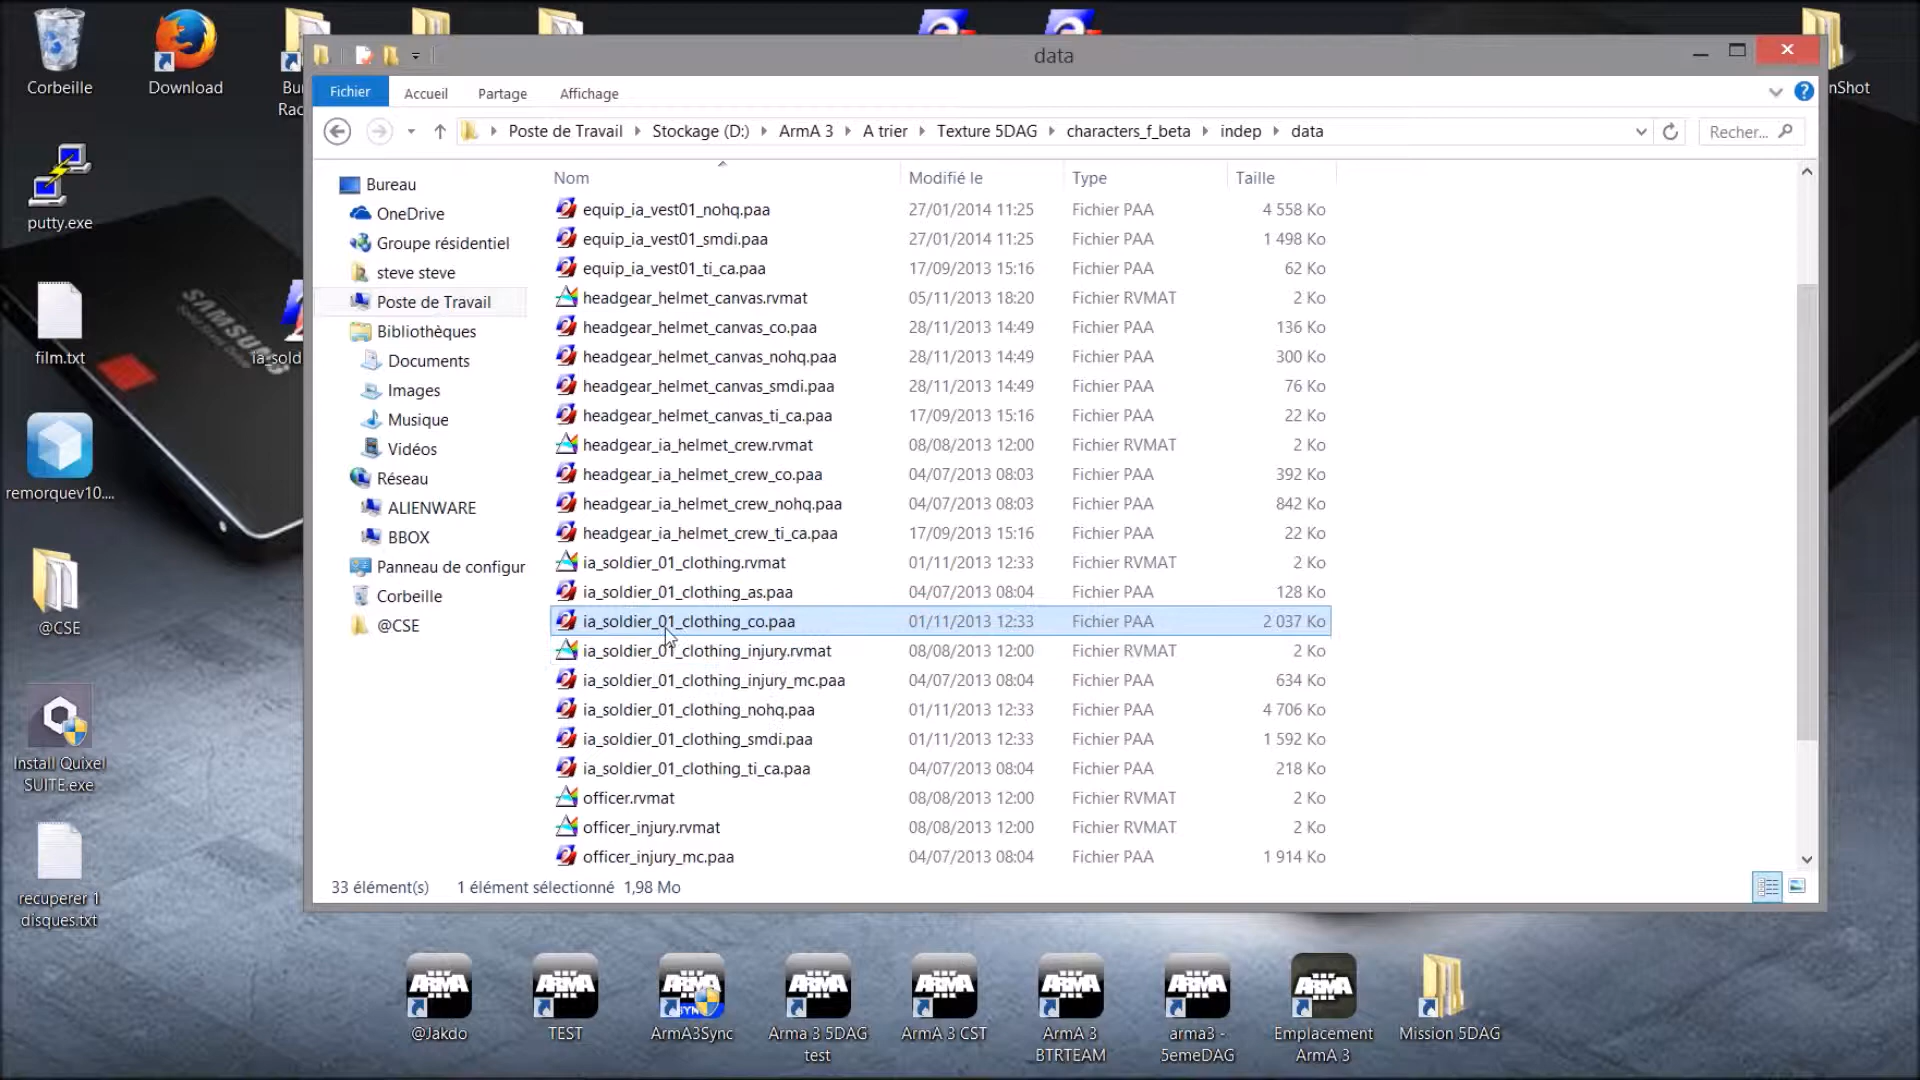 Corbeille
Download
Bu
Rac
nShot
putty.exe
film.txt
ia_sold
SAMSUNG
remorquev10....
@CSE
Install Quixel
SUITE.exe
recuperer 1
disques.txt
data
Fichier
Accueil
Partage
Affichage
Poste de Travail
Stockage (D:)
ArmA 3
A trier
Texture 5DAG
characters_f_beta
indep
data
Recher...
Bureau
OneDrive
Groupe résidentiel
steve steve
Poste de Travail
Bibliothèques
Documents
Images
Musique
Vidéos
Réseau
ALIENWARE
BBOX
Panneau de configur
Corbeille
@CSE
Nom Modifié le Type Taille
equip_ia_vest01_nohq.paa 27/01/2014 11:25 Fichier PAA 4 558 Ko
equip_ia_vest01_smdi.paa 27/01/2014 11:25 Fichier PAA 1 498 Ko
equip_ia_vest01_ti_ca.paa 17/09/2013 15:16 Fichier PAA 62 Ko
headgear_helmet_canvas.rvmat 05/11/2013 18:20 Fichier RVMAT 2 Ko
headgear_helmet_canvas_co.paa 28/11/2013 14:49 Fichier PAA 136 Ko
headgear_helmet_canvas_nohq.paa 28/11/2013 14:49 Fichier PAA 300 Ko
headgear_helmet_canvas_smdi.paa 28/11/2013 14:49 Fichier PAA 76 Ko
headgear_helmet_canvas_ti_ca.paa 17/09/2013 15:16 Fichier PAA 22 Ko
headgear_ia_helmet_crew.rvmat 08/08/2013 12:00 Fichier RVMAT 2 Ko
headgear_ia_helmet_crew_co.paa 04/07/2013 08:03 Fichier PAA 392 Ko
headgear_ia_helmet_crew_nohq.paa 04/07/2013 08:03 Fichier PAA 842 Ko
headgear_ia_helmet_crew_ti_ca.paa 17/09/2013 15:16 Fichier PAA 22 Ko
ia_soldier_01_clothing.rvmat 01/11/2013 12:33 Fichier RVMAT 2 Ko
ia_soldier_01_clothing_as.paa 04/07/2013 08:04 Fichier PAA 128 Ko
ia_soldier_01_clothing_co.paa 01/11/2013 12:33 Fichier PAA 2 037 Ko
ia_soldier_01_clothing_injury.rvmat 08/08/2013 12:00 Fichier RVMAT 2 Ko
ia_soldier_01_clothing_injury_mc.paa 04/07/2013 08:04 Fichier PAA 634 Ko
ia_soldier_01_clothing_nohq.paa 01/11/2013 12:33 Fichier PAA 4 706 Ko
ia_soldier_01_clothing_smdi.paa 01/11/2013 12:33 Fichier PAA 1 592 Ko
ia_soldier_01_clothing_ti_ca.paa 04/07/2013 08:04 Fichier PAA 218 Ko
officer.rvmat 08/08/2013 12:00 Fichier RVMAT 2 Ko
officer_injury.rvmat 08/08/2013 12:00 Fichier RVMAT 2 Ko
officer_injury_mc.paa 04/07/2013 08:04 Fichier PAA 1 914 Ko
33 élément(s) 1 élément sélectionné 1,98 Mo
ARMA ARMA ARMA ARMA ARMA ARMA ARMA ARMA
@Jakdo
TEST
ArmA3Sync
Arma 3 5DAG
test
ArmA 3 CST
ArmA 3
BTRTEAM
arma3 -
5emeDAG
Emplacement
ArmA 3
Mission 5DAG